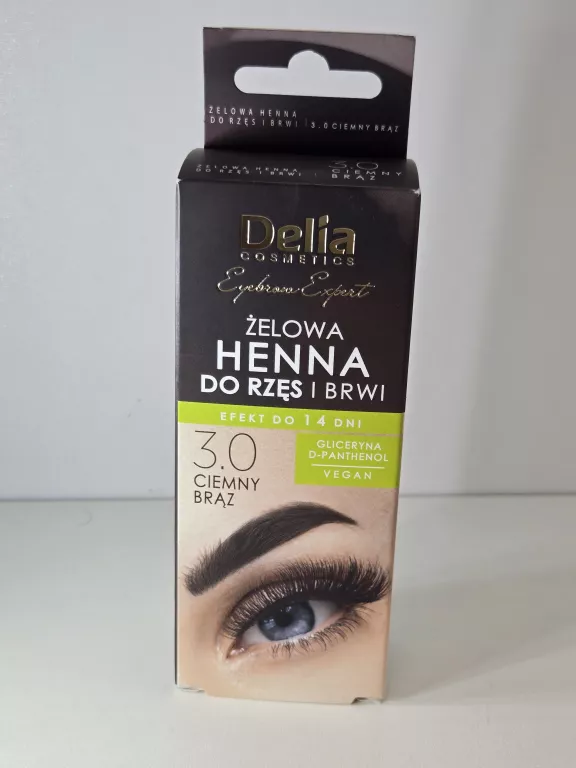 ŻELOWA HENNA
DO RZĘS I BRWI
3.0 CIEMNY BRĄZ
ŻELOWA HENNA
DO RZĘS I BRWI
3.0
CIEMNY
BRĄZ
Delia
COSMETICS
Eyebrow Expert
ŻELOWA
HENNA
DO RZĘS I BRWI
EFEKT DO 14 DNI
3.0
CIEMNY
BRĄZ
GLICERYNA
D-PANTHENOL
VEGAN